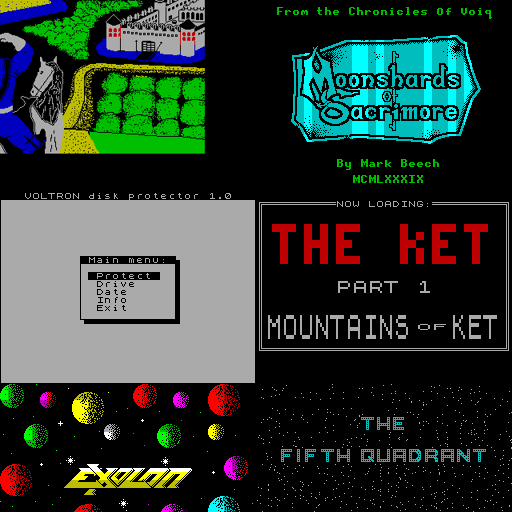 From the Chronicles Of Voiq
Moonshards
of
Sacrimore
By Mark Beech
MCMLXXXIX
VOLTRON disk protector 1.0
Main menu:
Protect
Drive
Date
Info
Exit
NOW LOADING:
THE KET
PART 1
MOUNTAINS OF KET
EXOLON
THE
FIFTH QUADRANT